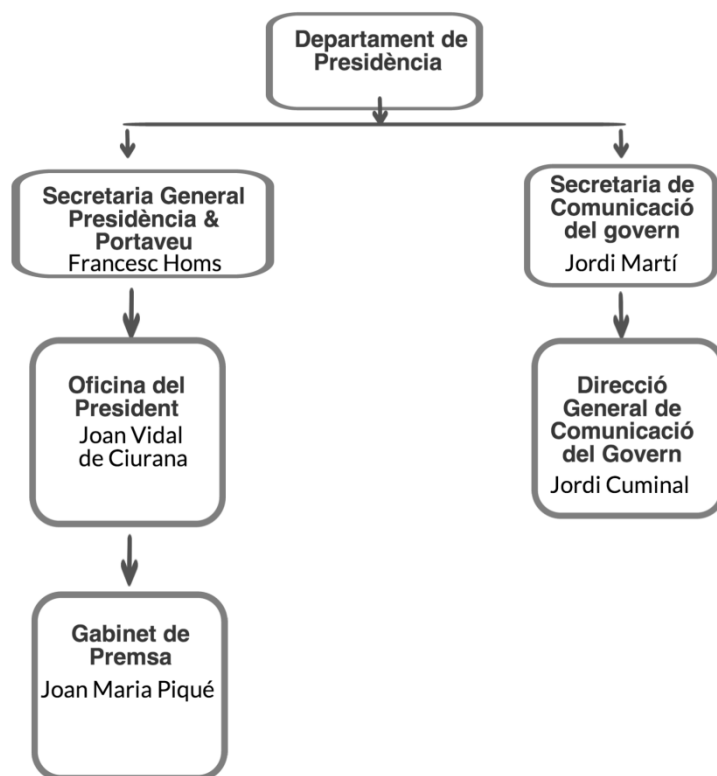 Departament de
Presidència
Secretaria General
Presidència &
Portaveu
Francesc Homs
Secretaria de
Comunicació
del govern
Jordi Martí
Oficina del
President
Joan Vidal
de Ciurana
Direcció
General de
Comunicació
del Govern
Jordi Cuminal
Gabinet de
Premsa
Joan Maria Piqué